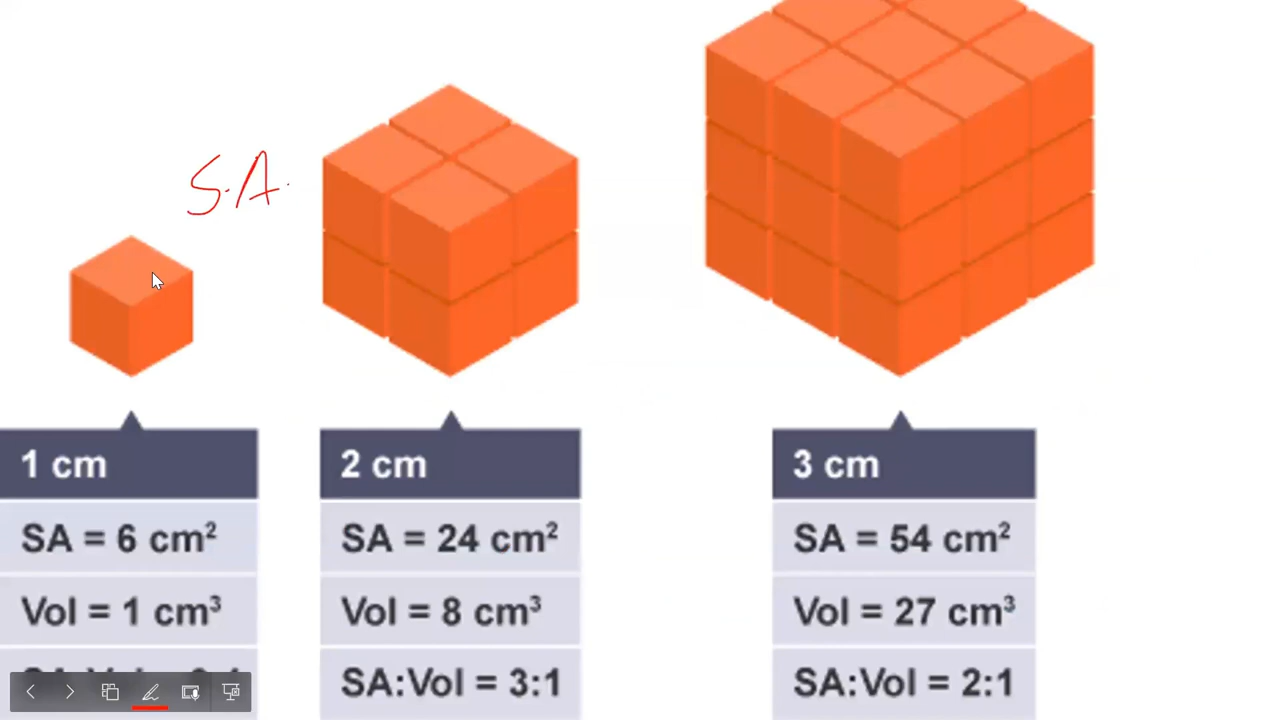 S.A.
1 cm
SA = 6 cm²
Vol = 1 cm³
2 cm
SA = 24 cm²
Vol = 8 cm³
SA:Vol = 3:1
3 cm
SA = 54 cm²
Vol = 27 cm³
SA:Vol = 2:1